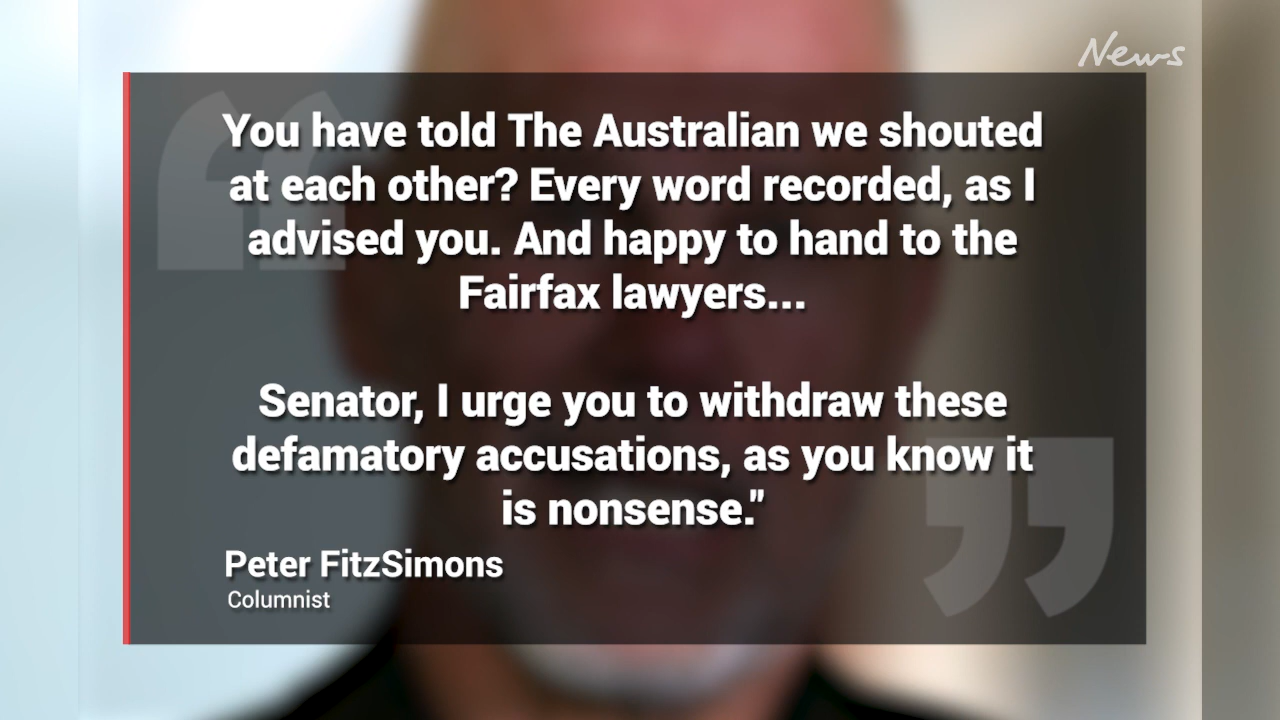 News
You have told The Australian we shouted
at each other? Every word recorded, as I
advised you. And happy to hand to the
Fairfax lawyers...
Senator, I urge you to withdraw these
defamatory accusations, as you know it
is nonsense."
Peter FitzSimons
Columnist